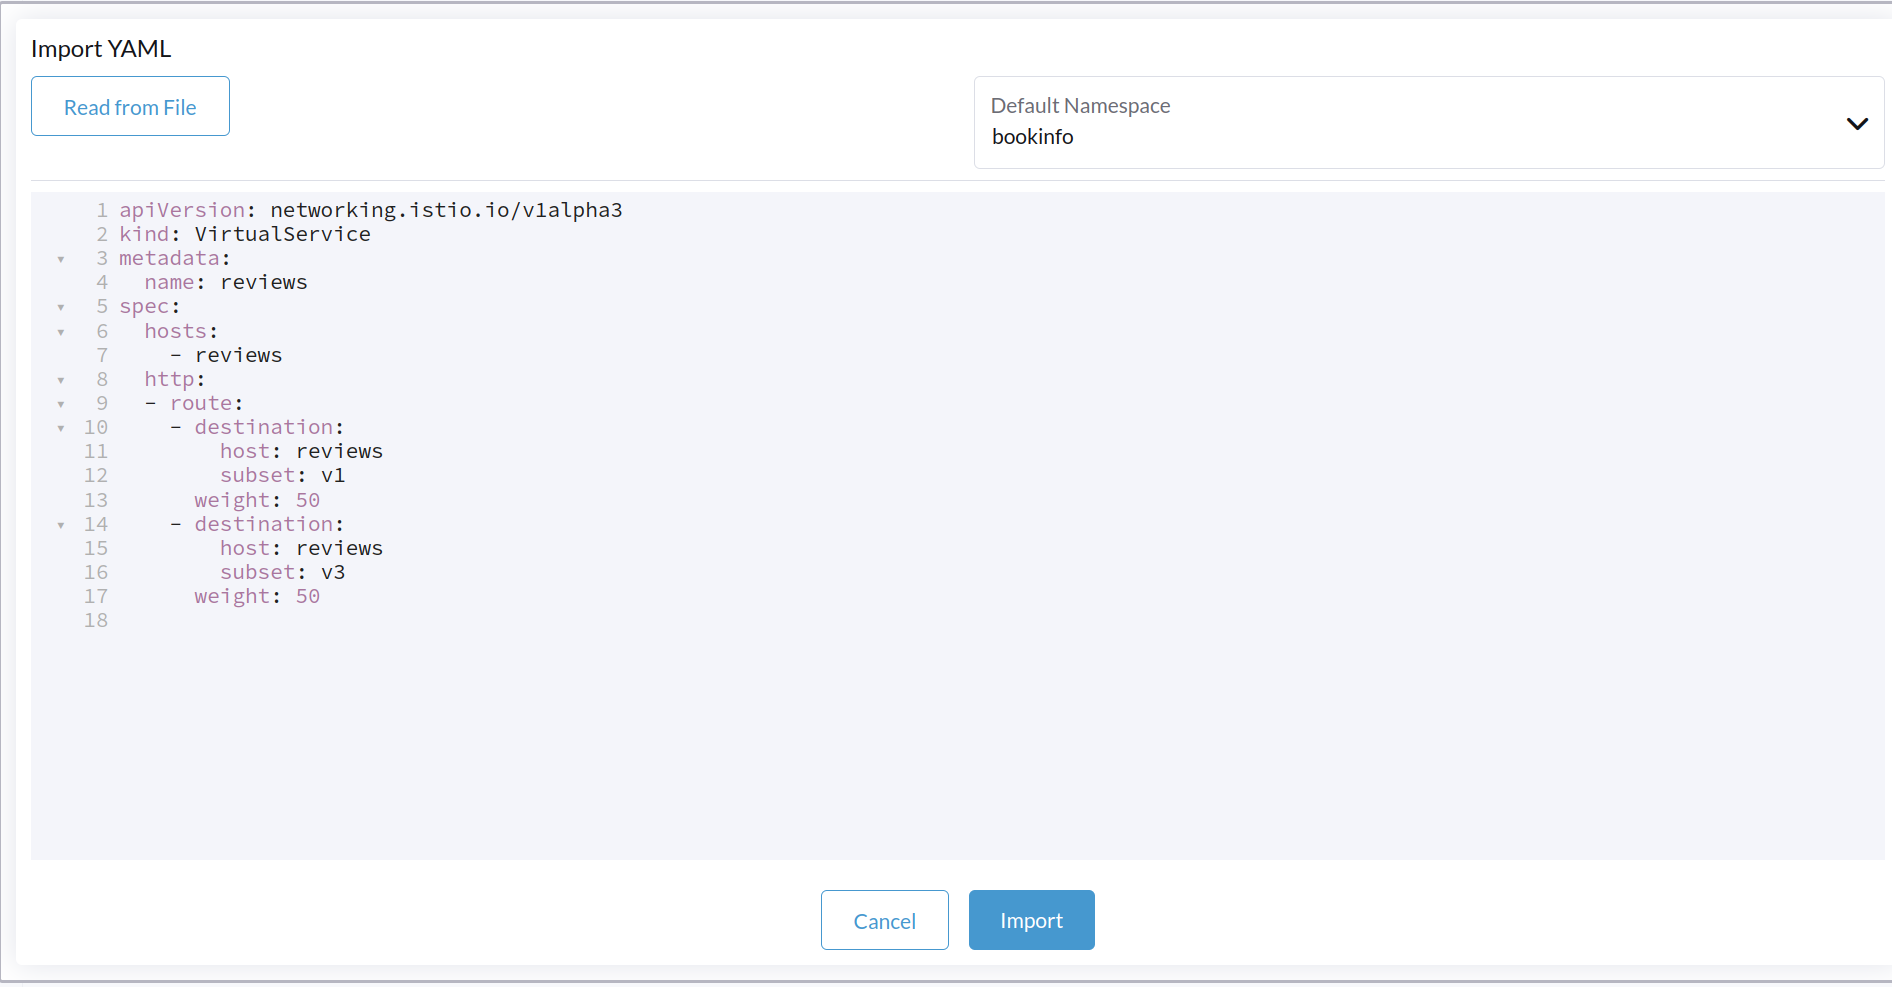 Import YAML
Read from File
Default Namespace
bookinfo
1 apiVersion: networking.istio.io/v1alpha3
2 kind: VirtualService
3 metadata:
4   name: reviews
5 spec:
6   hosts:
7     - reviews
8   http:
9   - route:
10     - destination:
11         host: reviews
12         subset: v1
13       weight: 50
14     - destination:
15         host: reviews
16         subset: v3
17       weight: 50
18
Cancel
Import